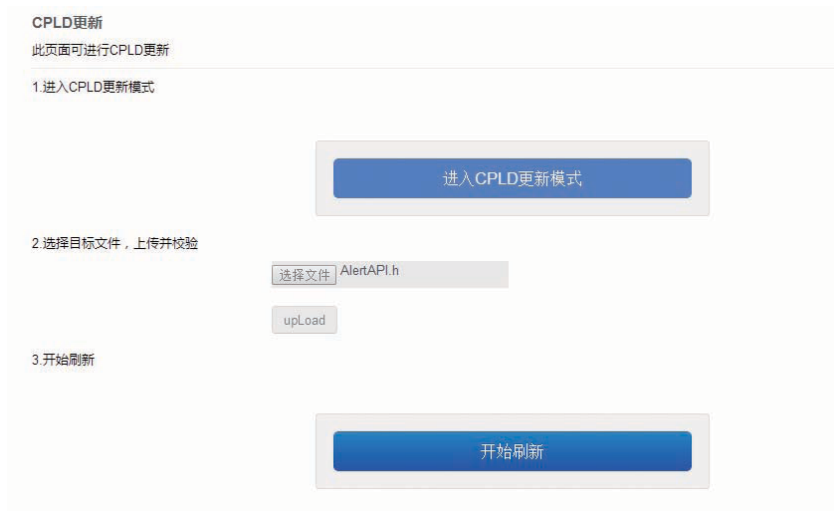 CPLD更新
此页面可进行CPLD更新
1.进入CPLD更新模式
进入CPLD更新模式
2.选择目标文件，上传并校验
选择文件 AlertAPI.h
upLoad
3.开始刷新
开始刷新